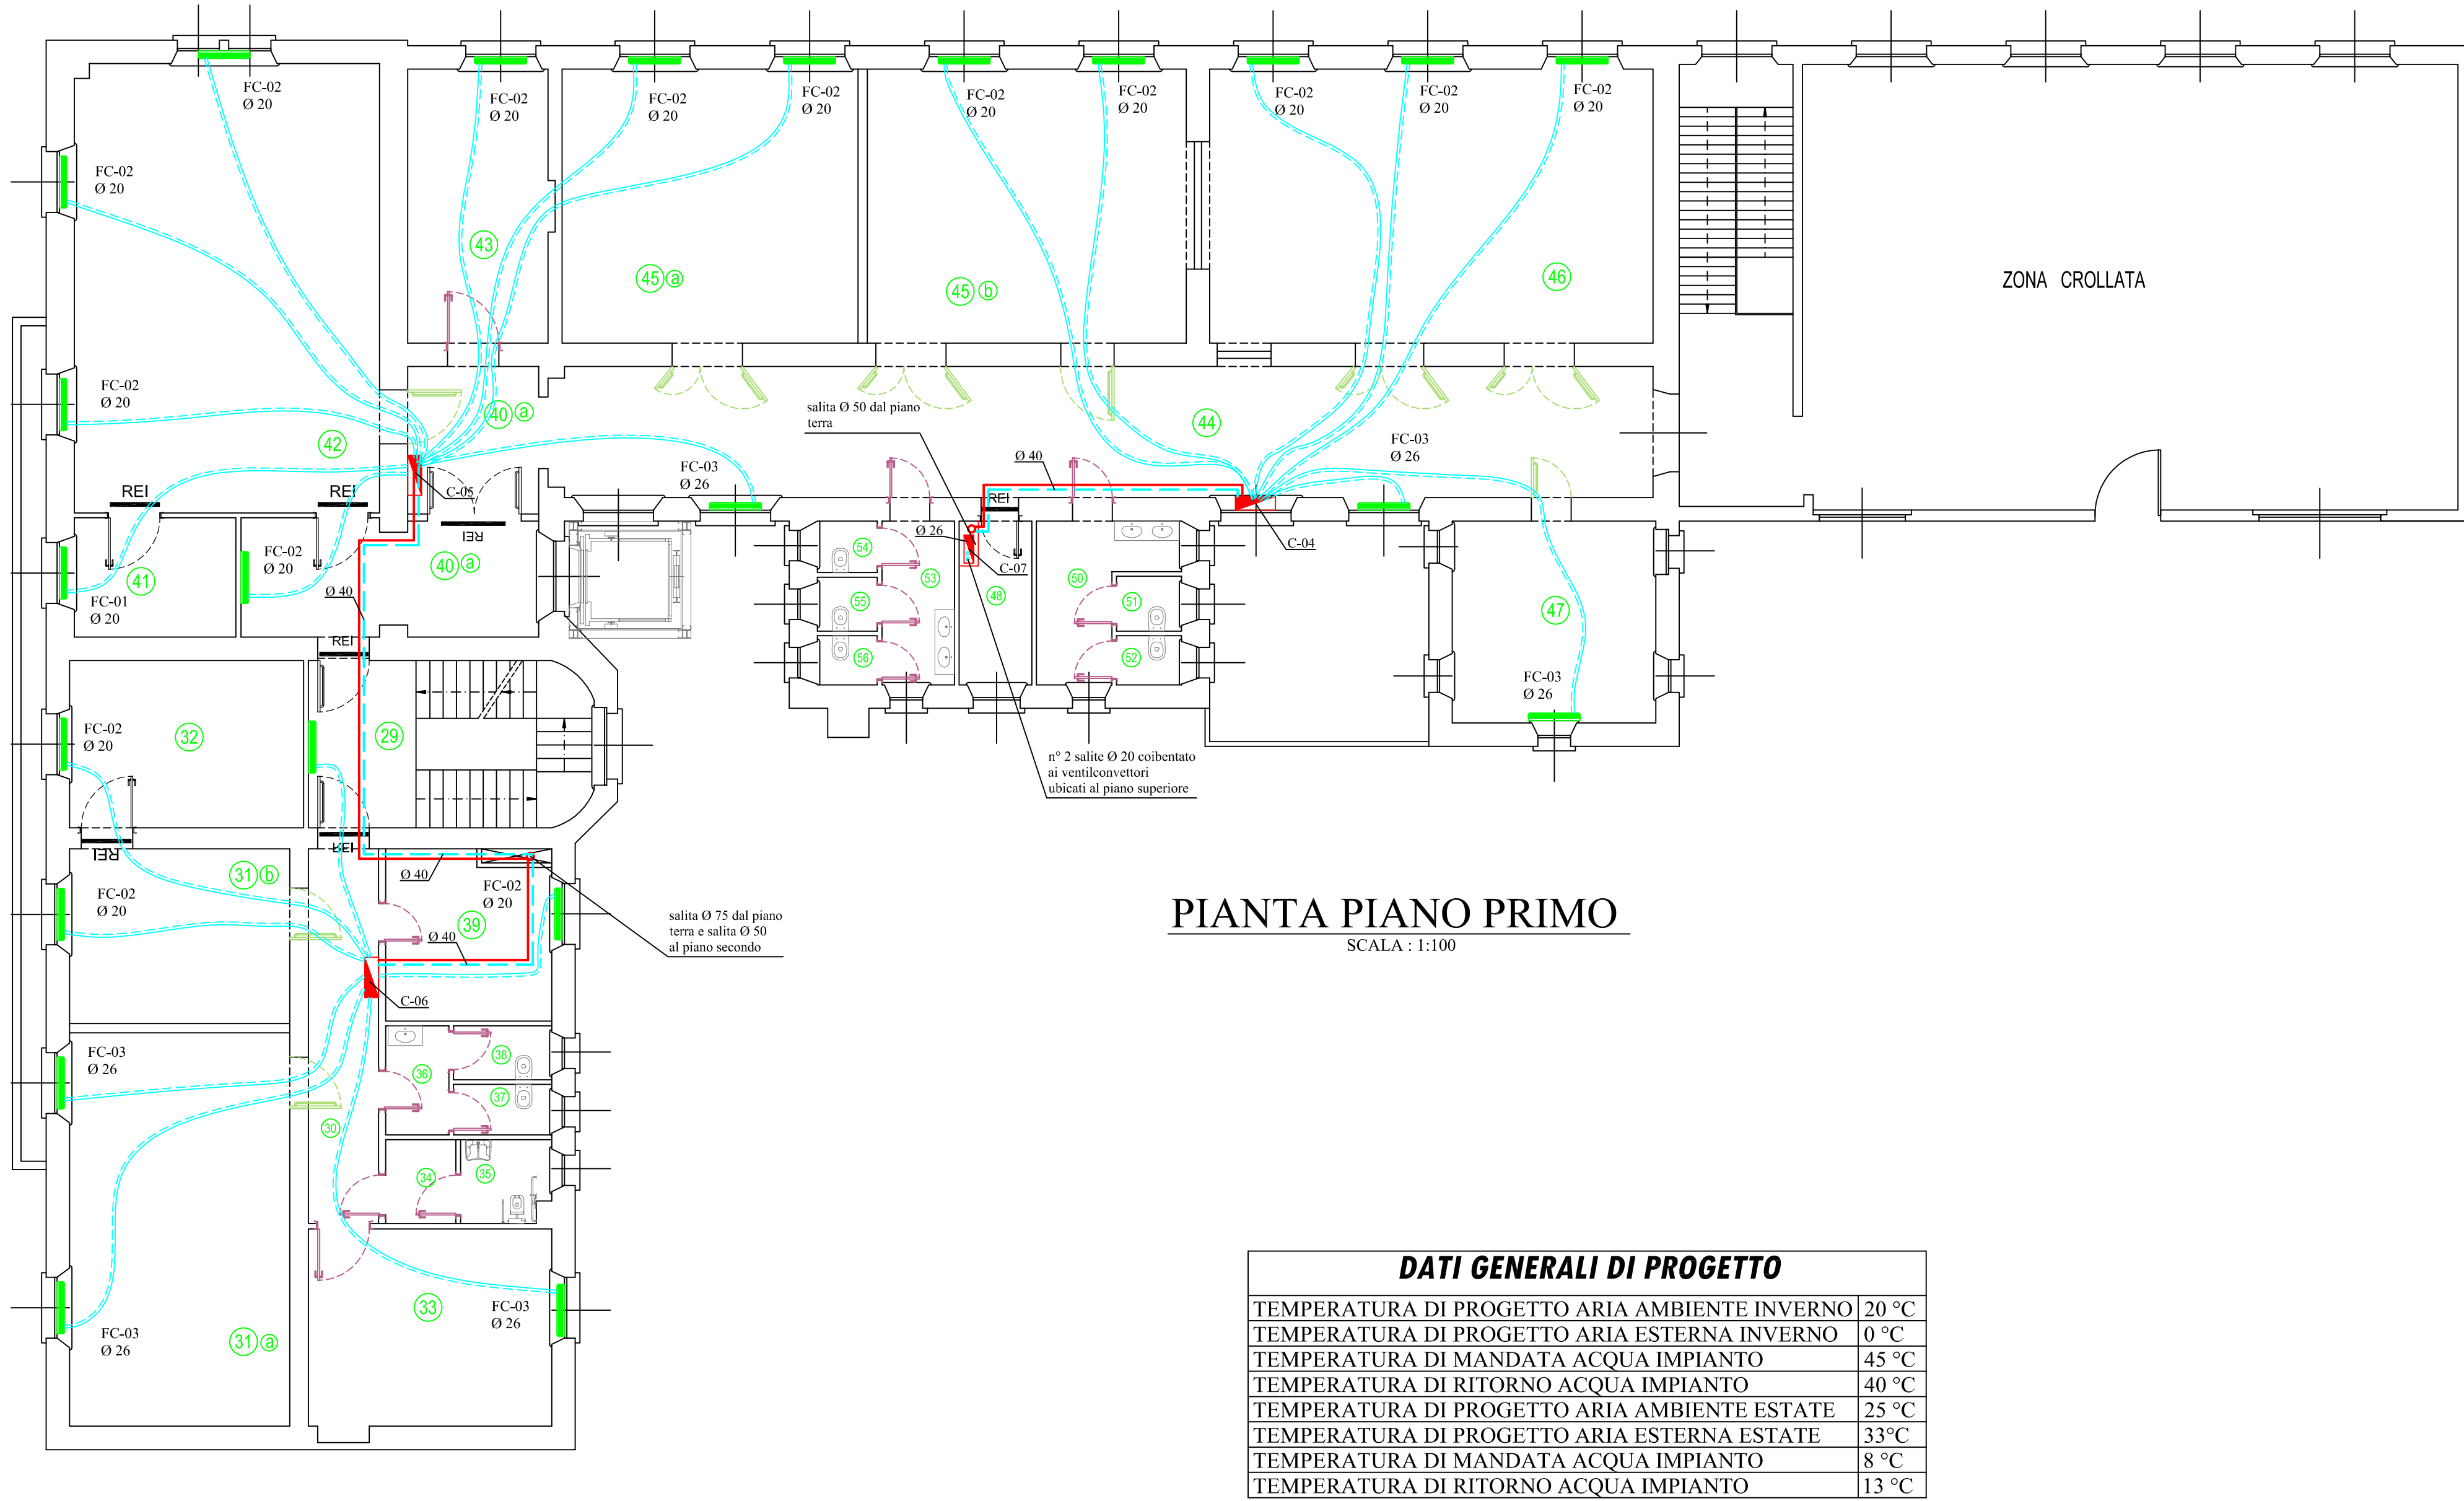 FC-02
Ø 20
FC-02
Ø 20
FC-02
Ø 20
FC-02
Ø 20
FC-02
Ø 20
FC-02
Ø 20
FC-02
Ø 20
FC-02
Ø 20
FC-02
Ø 20
FC-02
Ø 20
43
45 a
45 b
46
ZONA CROLLATA
FC-02
Ø 20
42
40 a
salita Ø 50 dal piano
terra
44
FC-03
Ø 26
FC-03
Ø 26
Ø 40
C-05
REI
REI
REI
REI
FC-02
Ø 20
40 a
41
FC-01
Ø 20
Ø 40
Ø 26
C-07
C-04
54
53
55
56
48
50
51
52
47
FC-03
Ø 26
REI
FC-02
Ø 20
32
29
n° 2 salite Ø 20 coibentato
ai ventilconvettori
ubicati al piano superiore
REI
REI
31 b
FC-02
Ø 20
Ø 40
FC-02
Ø 20
39
Ø 40
salita Ø 75 dal piano
terra e salita Ø 50
al piano secondo
C-06
PIANTA PIANO PRIMO
SCALA : 1:100
FC-03
Ø 26
38
36
37
30
34
35
33
FC-03
Ø 26
FC-03
Ø 26
31 a
DATI GENERALI DI PROGETTO
TEMPERATURA DI PROGETTO ARIA AMBIENTE INVERNO 20 °C
TEMPERATURA DI PROGETTO ARIA ESTERNA INVERNO 0 °C
TEMPERATURA DI MANDATA ACQUA IMPIANTO 45 °C
TEMPERATURA DI RITORNO ACQUA IMPIANTO 40 °C
TEMPERATURA DI PROGETTO ARIA AMBIENTE ESTATE 25 °C
TEMPERATURA DI PROGETTO ARIA ESTERNA ESTATE 33°C
TEMPERATURA DI MANDATA ACQUA IMPIANTO 8 °C
TEMPERATURA DI RITORNO ACQUA IMPIANTO 13 °C